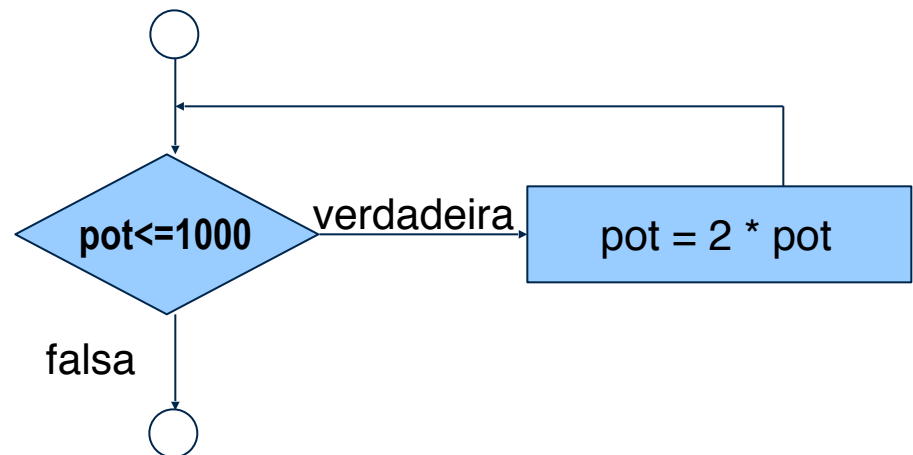 pot<=1000
verdadeira
pot = 2 * pot
falsa